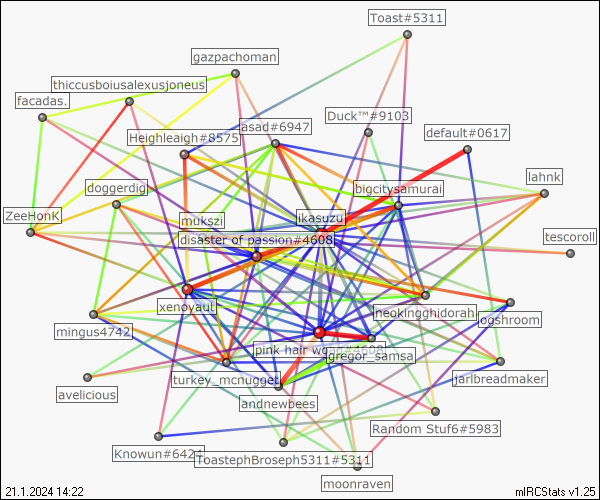 Toast#5311
gazpachoman
thiccusboiusalexusjoneus
facadas.
Duck™#9103
asad#6947
default#0617
Heighleaigh#8575
lahnk
doggerdig
bigcitysamurai
ZeeHonK
mukszi
ikasuzu
disaster of passion#4608
tescoroll
xenoyaut
neokingghidorah
pgshroom
mingus4742
pink hair
gregor_samsa
turkey_mcnugget
jarlbreadmaker
avelicious
andnewbees
Random Stuf6#5983
Knowun#6424
ToastephBroseph5311#5311
moonraven
21.1.2024 14:22
mIRCStats v1.25